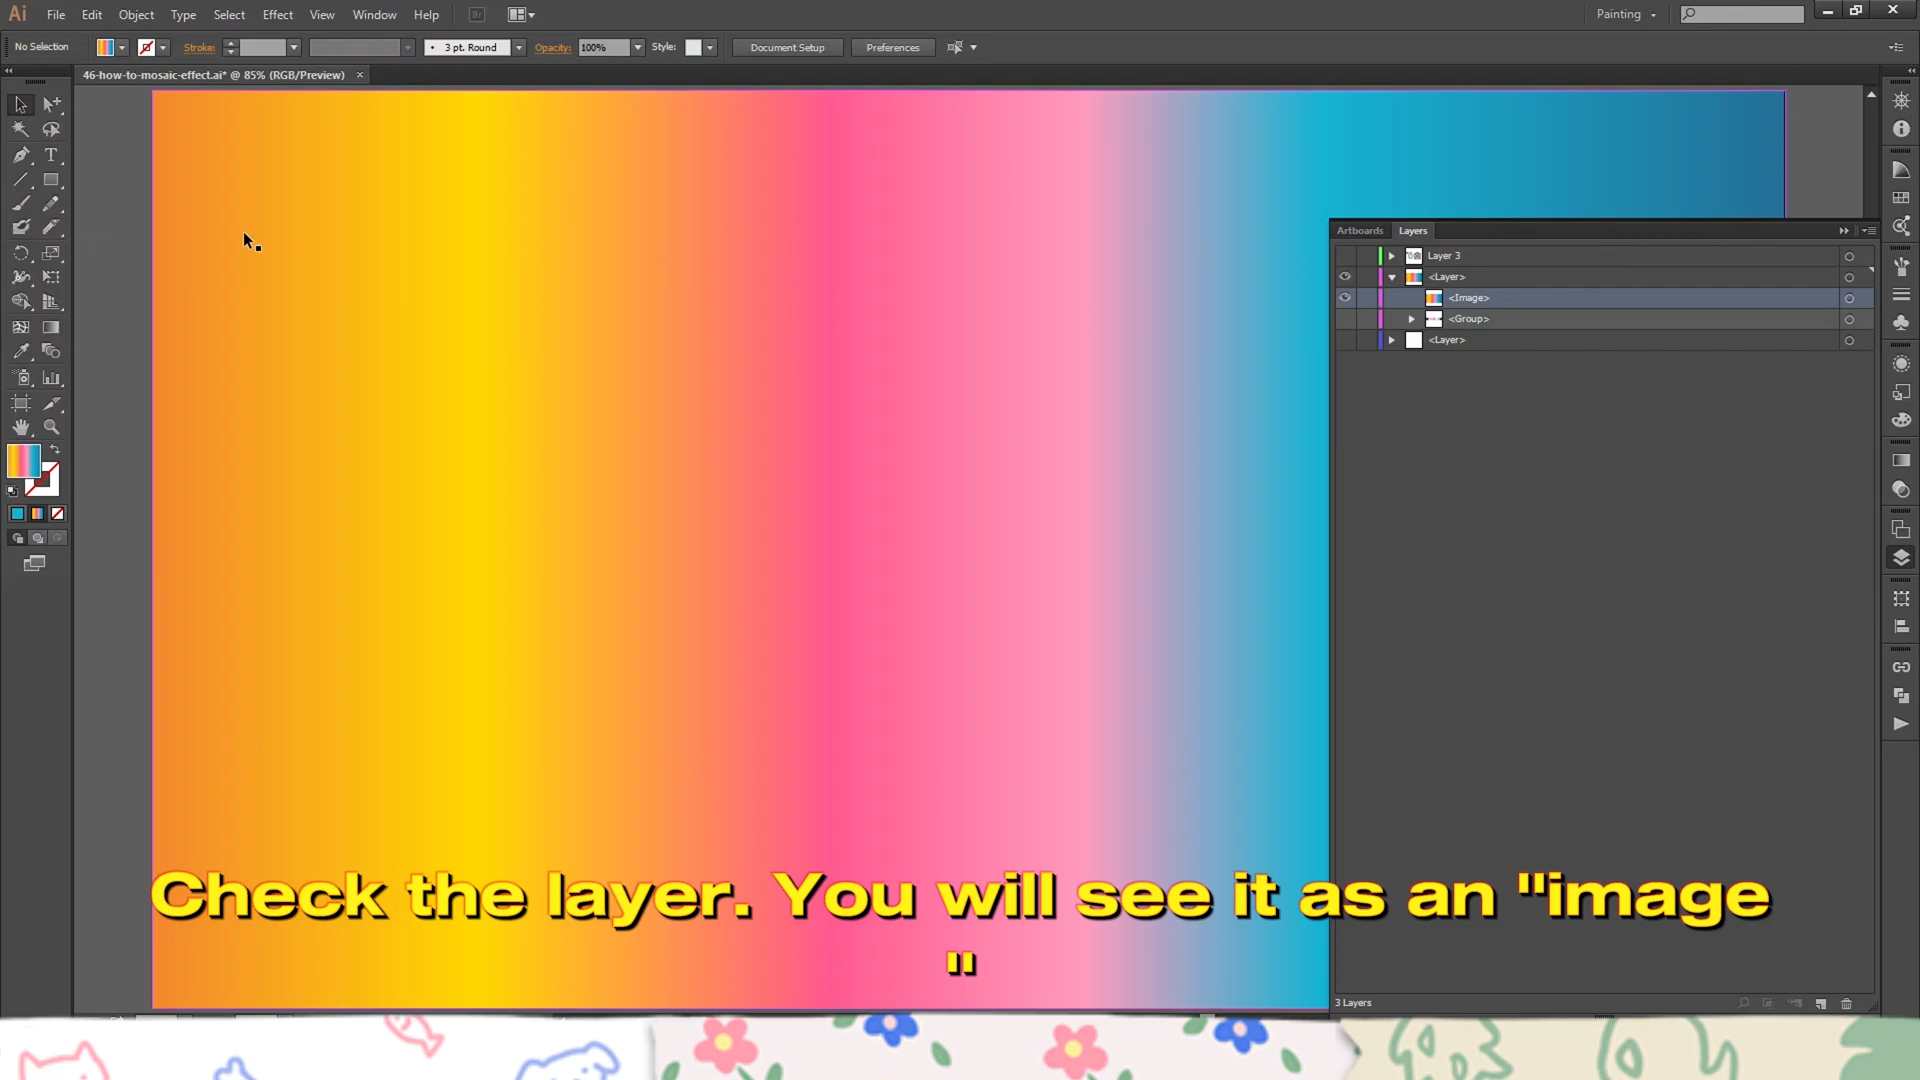 Ai File Edit Object Type Select Effect View Window Help Br Painting
No Selection Stroke: 3 pt. Round Opacity: 100% Style: Document Setup Preferences
46-how-to-mosaic-effect.ai* @ 85% (RGB/Preview)
Artboards Layers
Layer 3
<Layer>
<Image>
<Group>
<Layer>
Check the layer. You will see it as an "image
"
3 Layers